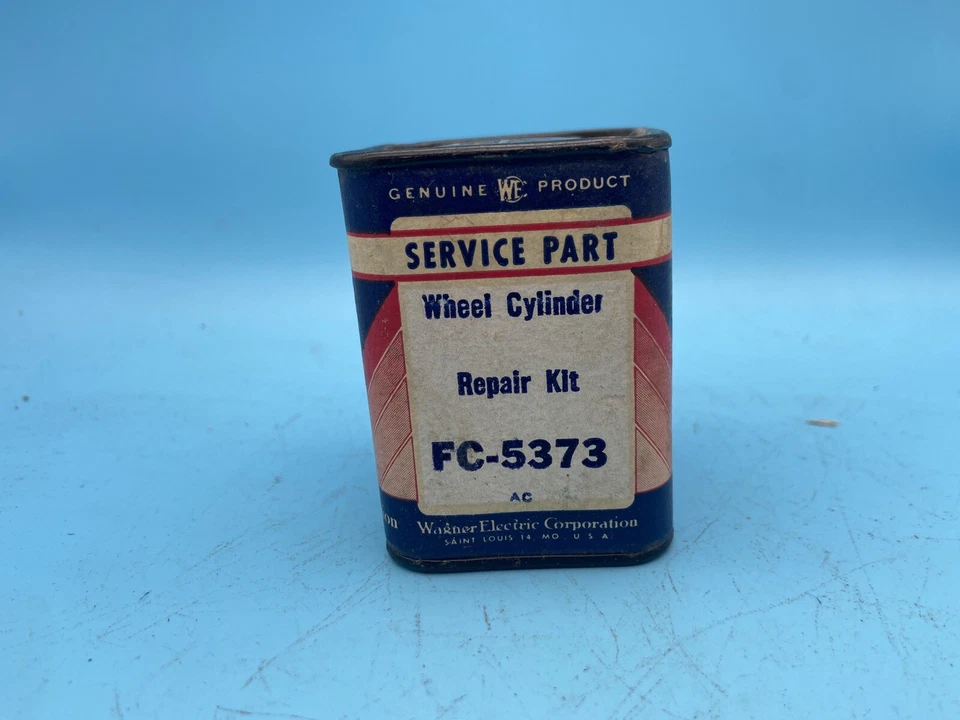 GENUINE WE PRODUCT
SERVICE PART
Wheel Cylinder
Repair Kit
FC-5373
AC
on Wagner Electric Corporation
SAINT LOUIS 14, MO., U.S.A.